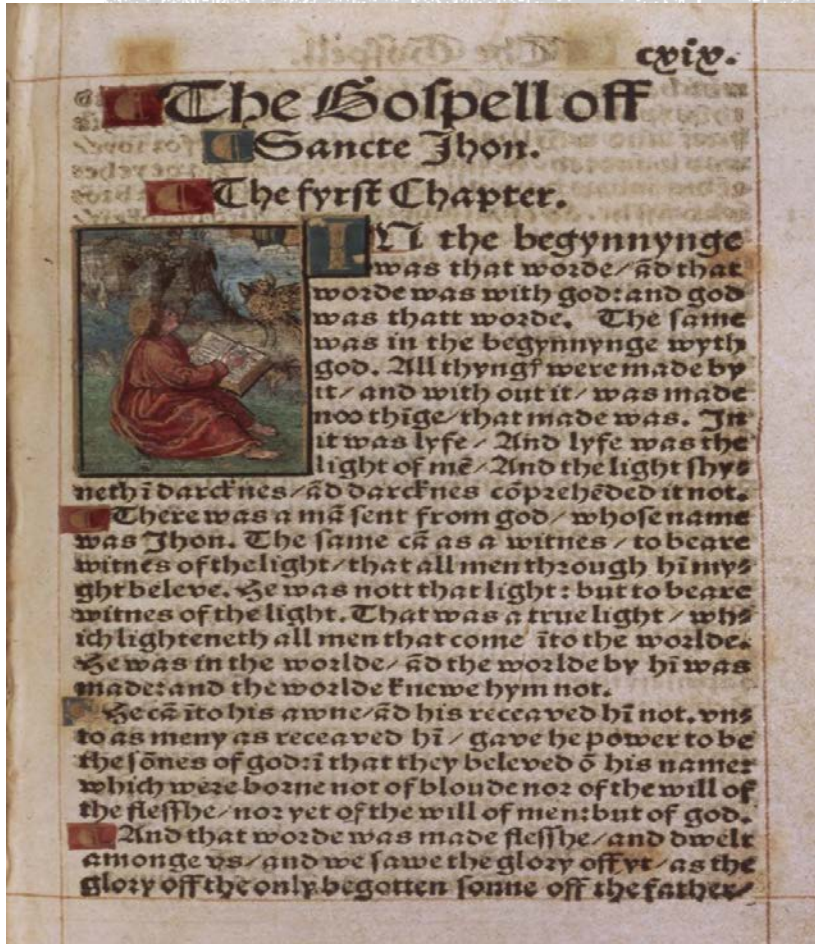 cxix.
The Gospell off
Sancte Jhon.
The fyrst Chapter.
IN the begynnynge
was that worde/ ād that
worde was with god: and god
was thatt worde. The same
was in the begynnynge wyth
god. All thyngꝭ were made by
it/ and with out it/ was made
noo thīge/ that made was. In
it was lyfe/ And lyfe was the
light of mē/ And the light shy⸗
neth ī darcknes/ ād darcknes cōprehēded it not.
There was a mā sent from god/ whose name
was Jhon. The same cā as a witnes/ to beare
witnes of the light/ that all men through hī my⸗
ght beleve. He was nott that light: but to beare
witnes of the light. That was a true light/ wh⸗
ich lighteneth all men that come īto the worlde.
He was in the worlde/ ād the worlde by hī was
made: and the worlde knewe hym not.
He cā īto his awne/ ād his receaved hī not. vn⸗
to as meny as receaved hī/ gave he power to be
the sōnes of god: ī that they beleved ō his name:
which were borne not of bloude nor of the will of
the flesshe/ nor yet of the will of men: but of god.
And that worde was made flesshe/ and dwelt
amonge vs/ and we sawe the glory off yt/ as the
glory off the only begotten sonne off the father/